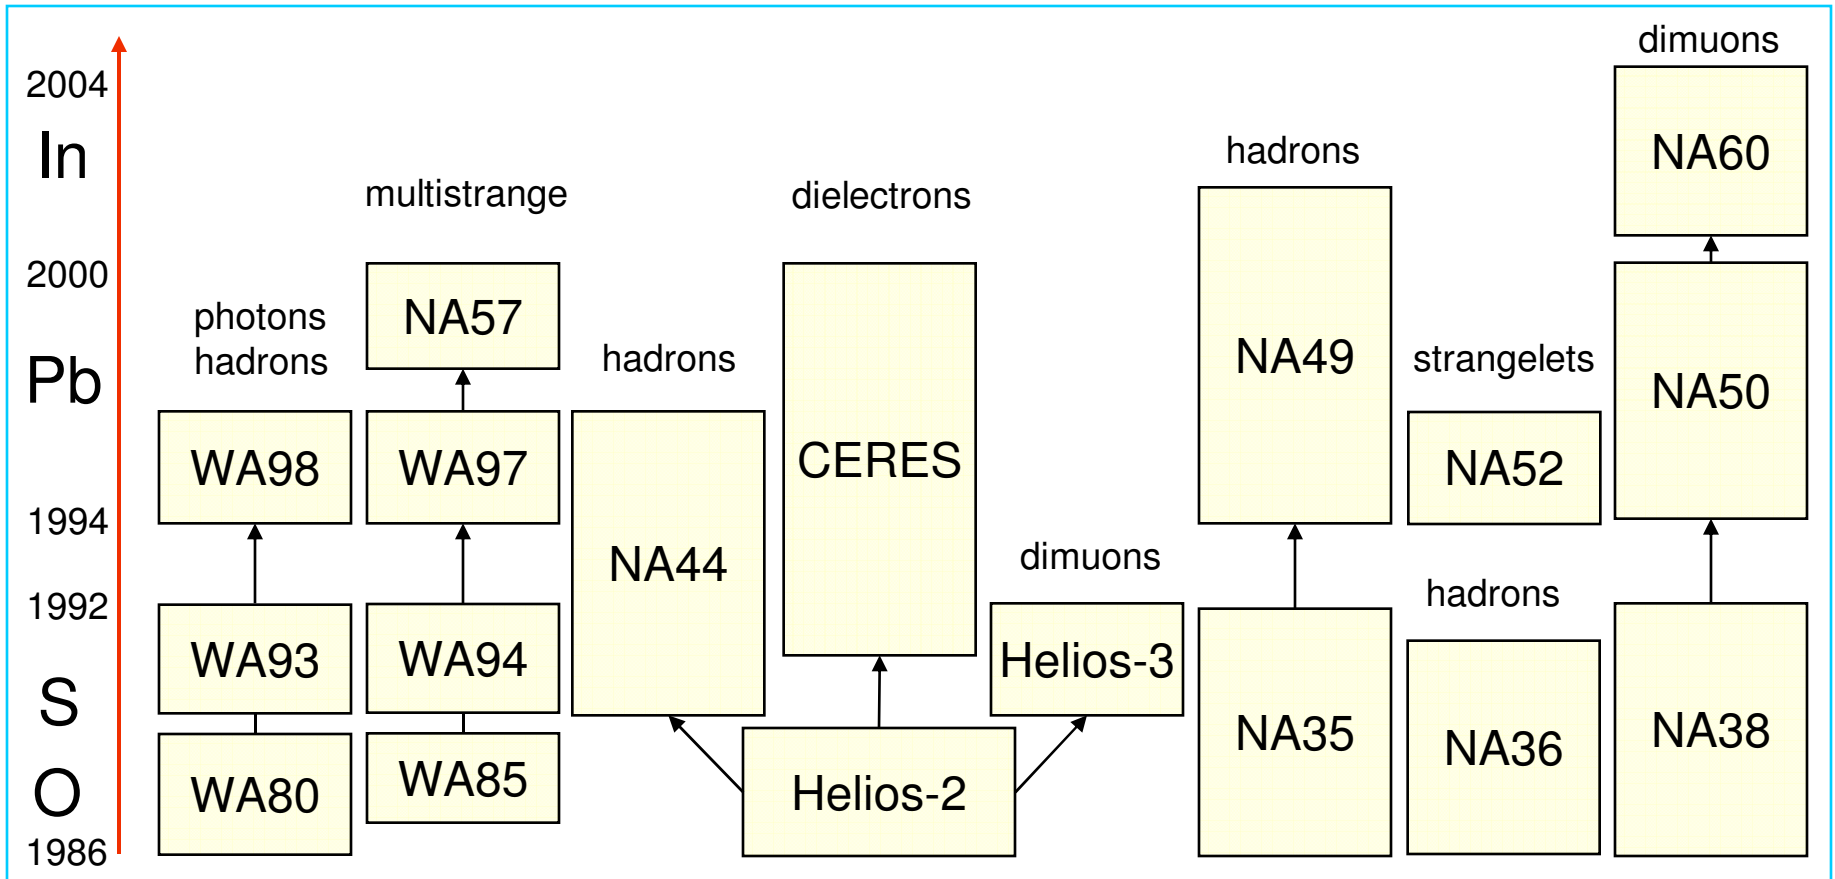 dimuons
2004
In
NA60
hadrons
multistrange
dielectrons
2000
photons
hadrons
NA57
hadrons
NA49
strangelets
Pb
NA50
WA98
WA97
CERES
NA52
1994
NA44
dimuons
1992
hadrons
WA93
WA94
Helios-3
S
NA35
NA36
NA38
O
WA80
WA85
Helios-2
1986